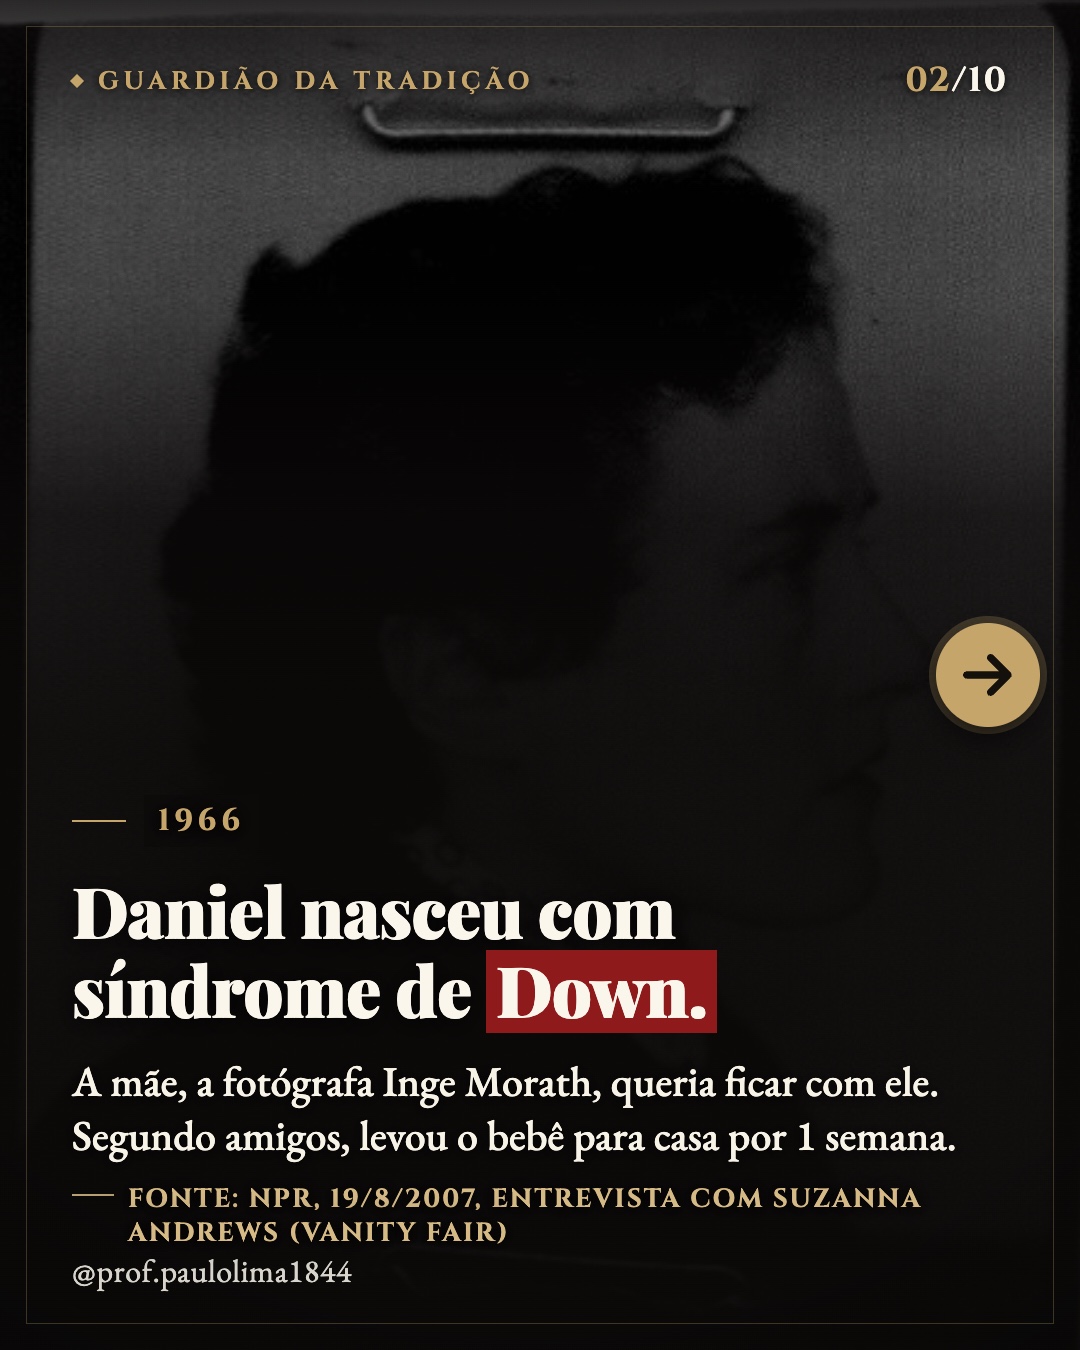 GUARDIÃO DA TRADIÇÃO
02/10
1966
Daniel nasceu com
síndrome de Down.
A mãe, a fotógrafa Inge Morath, queria ficar com ele.
Segundo amigos, levou o bebê para casa por 1 semana.
FONTE: NPR, 19/8/2007, ENTREVISTA COM SUZANNA
ANDREWS (VANITY FAIR)
@prof.paulolima1844